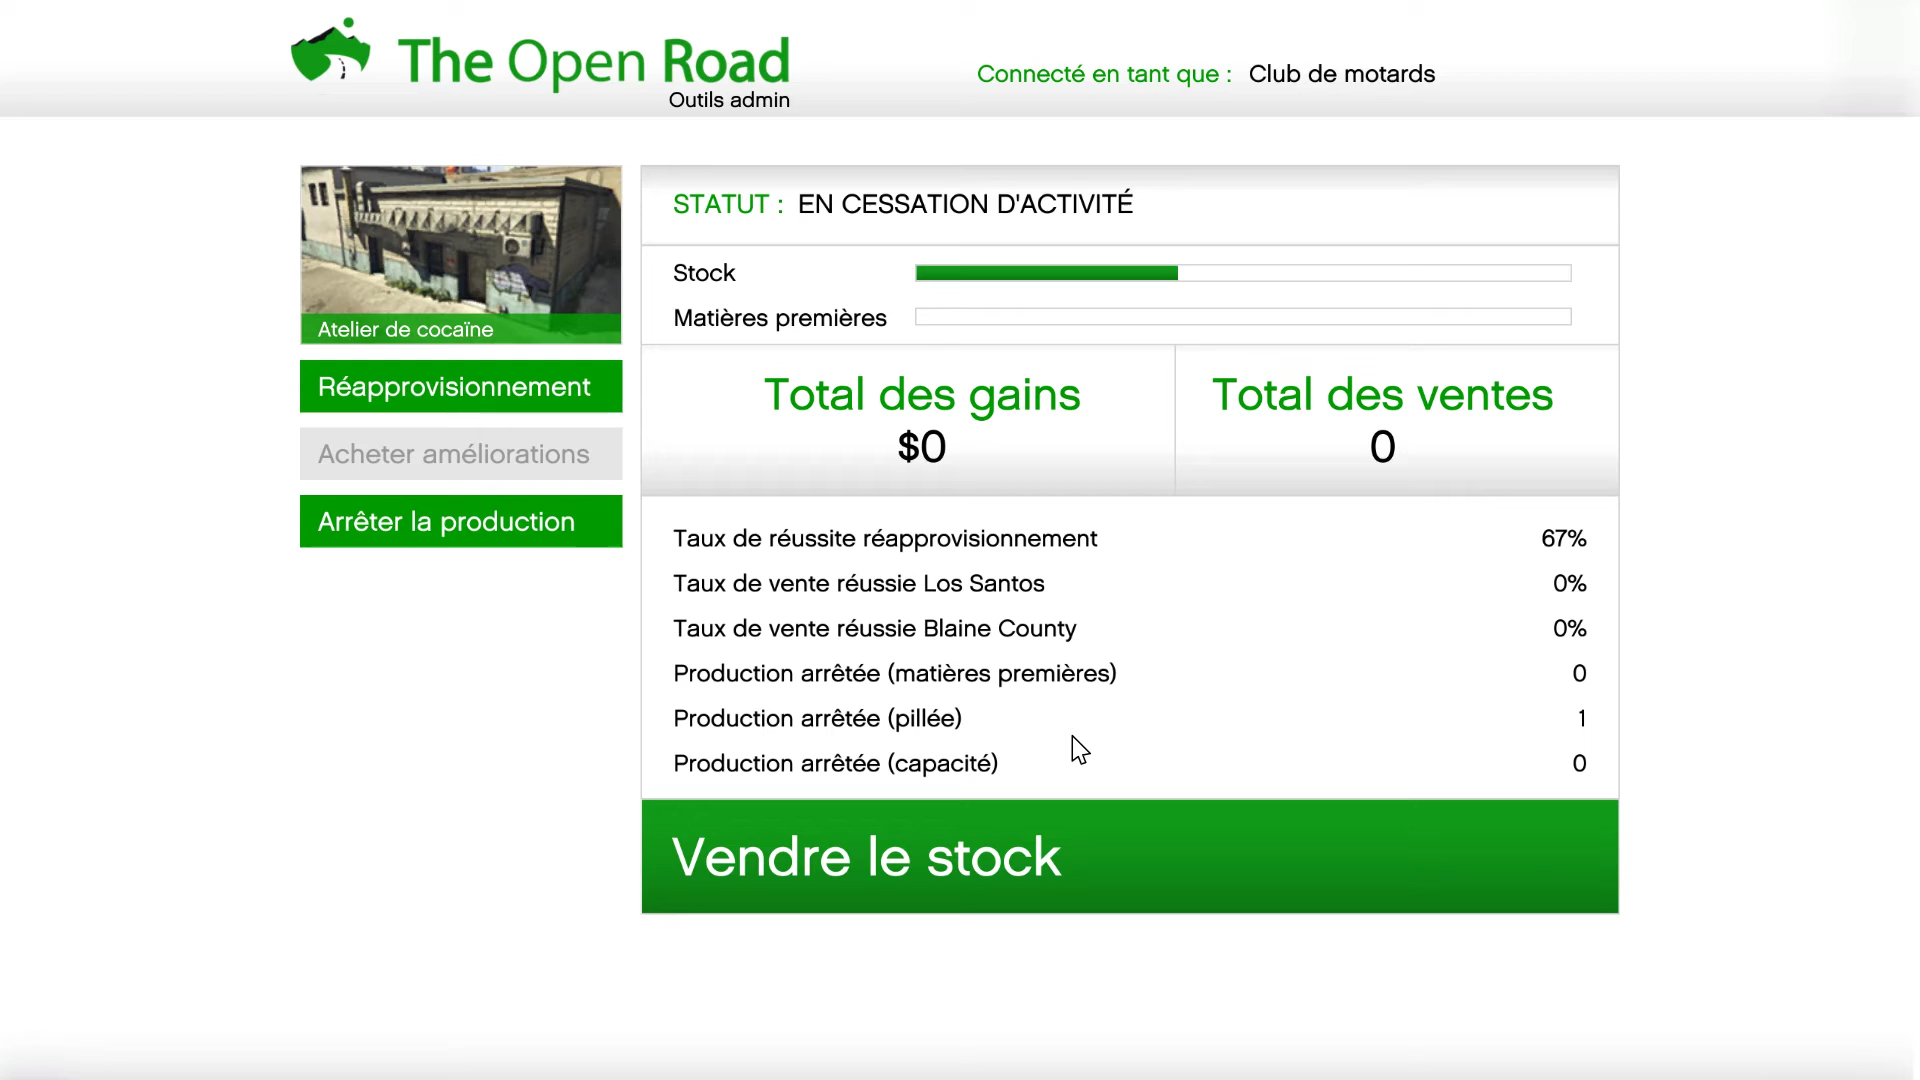 The Open Road
Outils admin
Connecté en tant que : Club de motards
Atelier de cocaïne
Réapprovisionnement
Acheter améliorations
Arrêter la production
STATUT : EN CESSATION D'ACTIVITÉ
Stock
Matières premières
Total des gains
$0
Total des ventes
0
Taux de réussite réapprovisionnement 67%
Taux de vente réussie Los Santos 0%
Taux de vente réussie Blaine County 0%
Production arrêtée (matières premières) 0
Production arrêtée (pillée) 1
Production arrêtée (capacité) 0
Vendre le stock